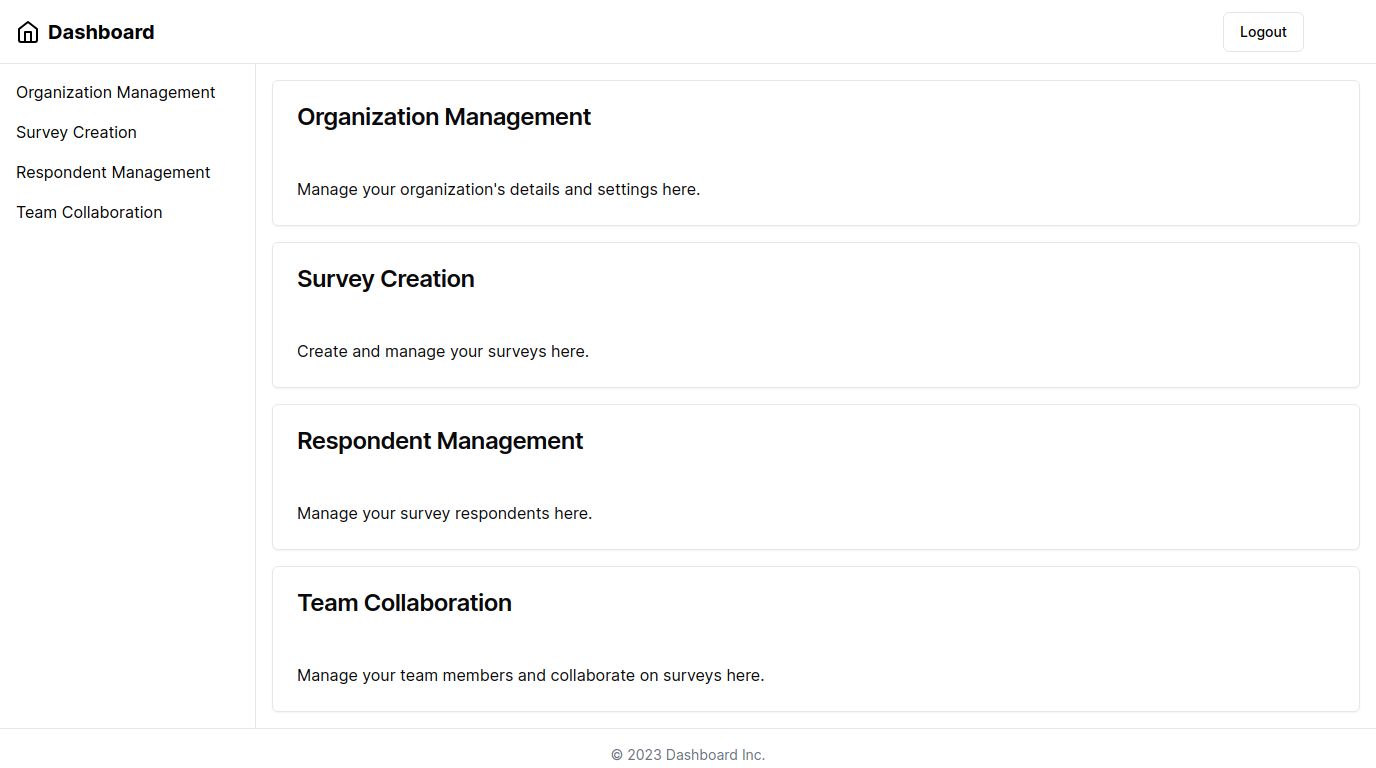 Dashboard
Logout
Organization Management
Survey Creation
Respondent Management
Team Collaboration
Organization Management
Manage your organization's details and settings here.
Survey Creation
Create and manage your surveys here.
Respondent Management
Manage your survey respondents here.
Team Collaboration
Manage your team members and collaborate on surveys here.
© 2023 Dashboard Inc.